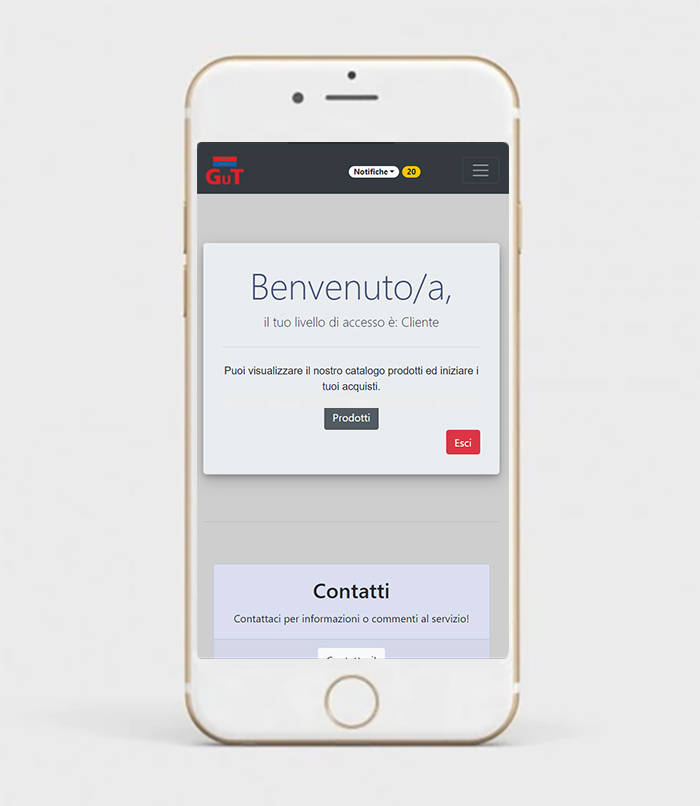 GUT
Notifiche 20
Benvenuto/a,
il tuo livello di accesso è: Cliente
Puoi visualizzare il nostro catalogo prodotti ed iniziare i
tuoi acquisti.
Prodotti
Esci
Contatti
Contattaci per informazioni o commenti al servizio!